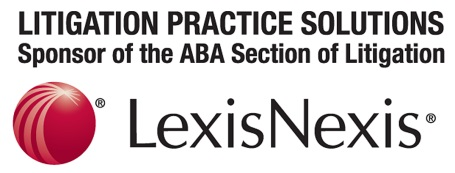 LITIGATION PRACTICE SOLUTIONS
Sponsor of the ABA Section of Litigation
® LexisNexis®